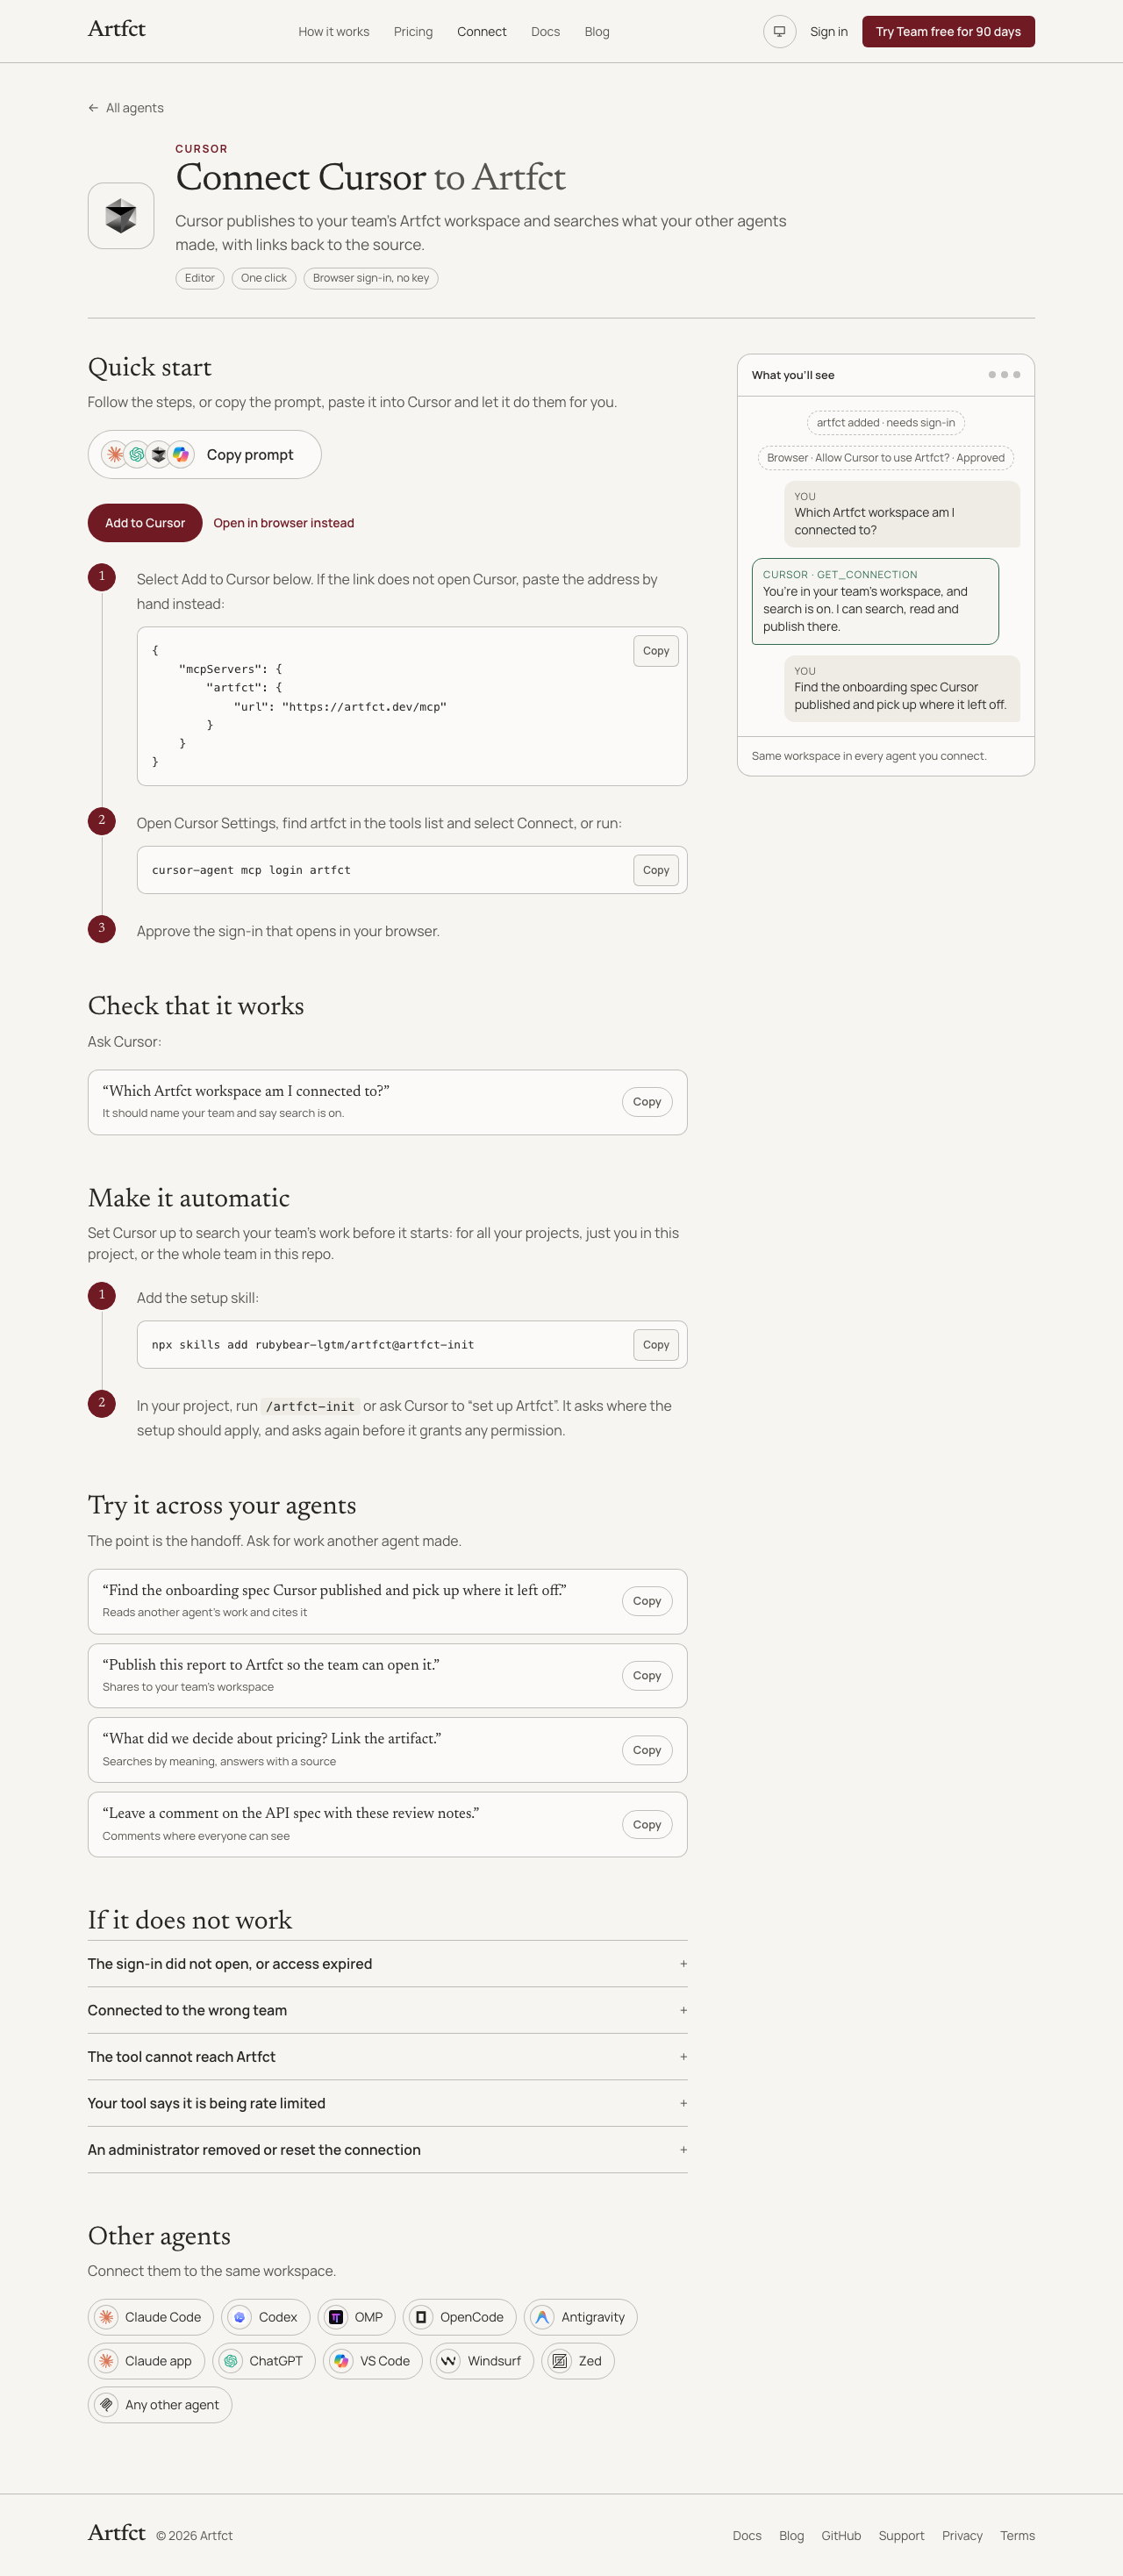 Artfct
How it works
Pricing
Connect
Docs
Blog
Sign in
Try Team free for 90 days
← All agents
CURSOR
Connect Cursor to Artfct
Cursor publishes to your team's Artfct workspace and searches what your other agents
made, with links back to the source.
Editor
One click
Browser sign-in, no key
Quick start
Follow the steps, or copy the prompt, paste it into Cursor and let it do them for you.
Copy prompt
Add to Cursor
Open in browser instead
1
Select Add to Cursor below. If the link does not open Cursor, paste the address by
hand instead:
{
    "mcpServers": {
        "artfct": {
            "url": "https://artfct.dev/mcp"
        }
    }
}
Copy
2
Open Cursor Settings, find artfct in the tools list and select Connect, or run:
cursor-agent mcp login artfct
Copy
3
Approve the sign-in that opens in your browser.
What you'll see
artfct added · needs sign-in
Browser · Allow Cursor to use Artfct? · Approved
YOU
Which Artfct workspace am I
connected to?
CURSOR · GET_CONNECTION
You're in your team's workspace, and
search is on. I can search, read and
publish there.
YOU
Find the onboarding spec Cursor
published and pick up where it left off.
Same workspace in every agent you connect.
Check that it works
Ask Cursor:
“Which Artfct workspace am I connected to?”
It should name your team and say search is on.
Copy
Make it automatic
Set Cursor up to search your team's work before it starts: for all your projects, just you in this
project, or the whole team in this repo.
1
Add the setup skill:
npx skills add rubybear-lgtm/artfct@artfct-init
Copy
2
In your project, run /artfct-init or ask Cursor to “set up Artfct”. It asks where the
setup should apply, and asks again before it grants any permission.
Try it across your agents
The point is the handoff. Ask for work another agent made.
“Find the onboarding spec Cursor published and pick up where it left off.”
Reads another agent's work and cites it
Copy
“Publish this report to Artfct so the team can open it.”
Shares to your team's workspace
Copy
“What did we decide about pricing? Link the artifact.”
Searches by meaning, answers with a source
Copy
“Leave a comment on the API spec with these review notes.”
Comments where everyone can see
Copy
If it does not work
The sign-in did not open, or access expired +
Connected to the wrong team +
The tool cannot reach Artfct +
Your tool says it is being rate limited +
An administrator removed or reset the connection +
Other agents
Connect them to the same workspace.
Claude Code
Codex
OMP
OpenCode
Antigravity
Claude app
ChatGPT
VS Code
Windsurf
Zed
Any other agent
Artfct © 2026 Artfct
Docs
Blog
GitHub
Support
Privacy
Terms